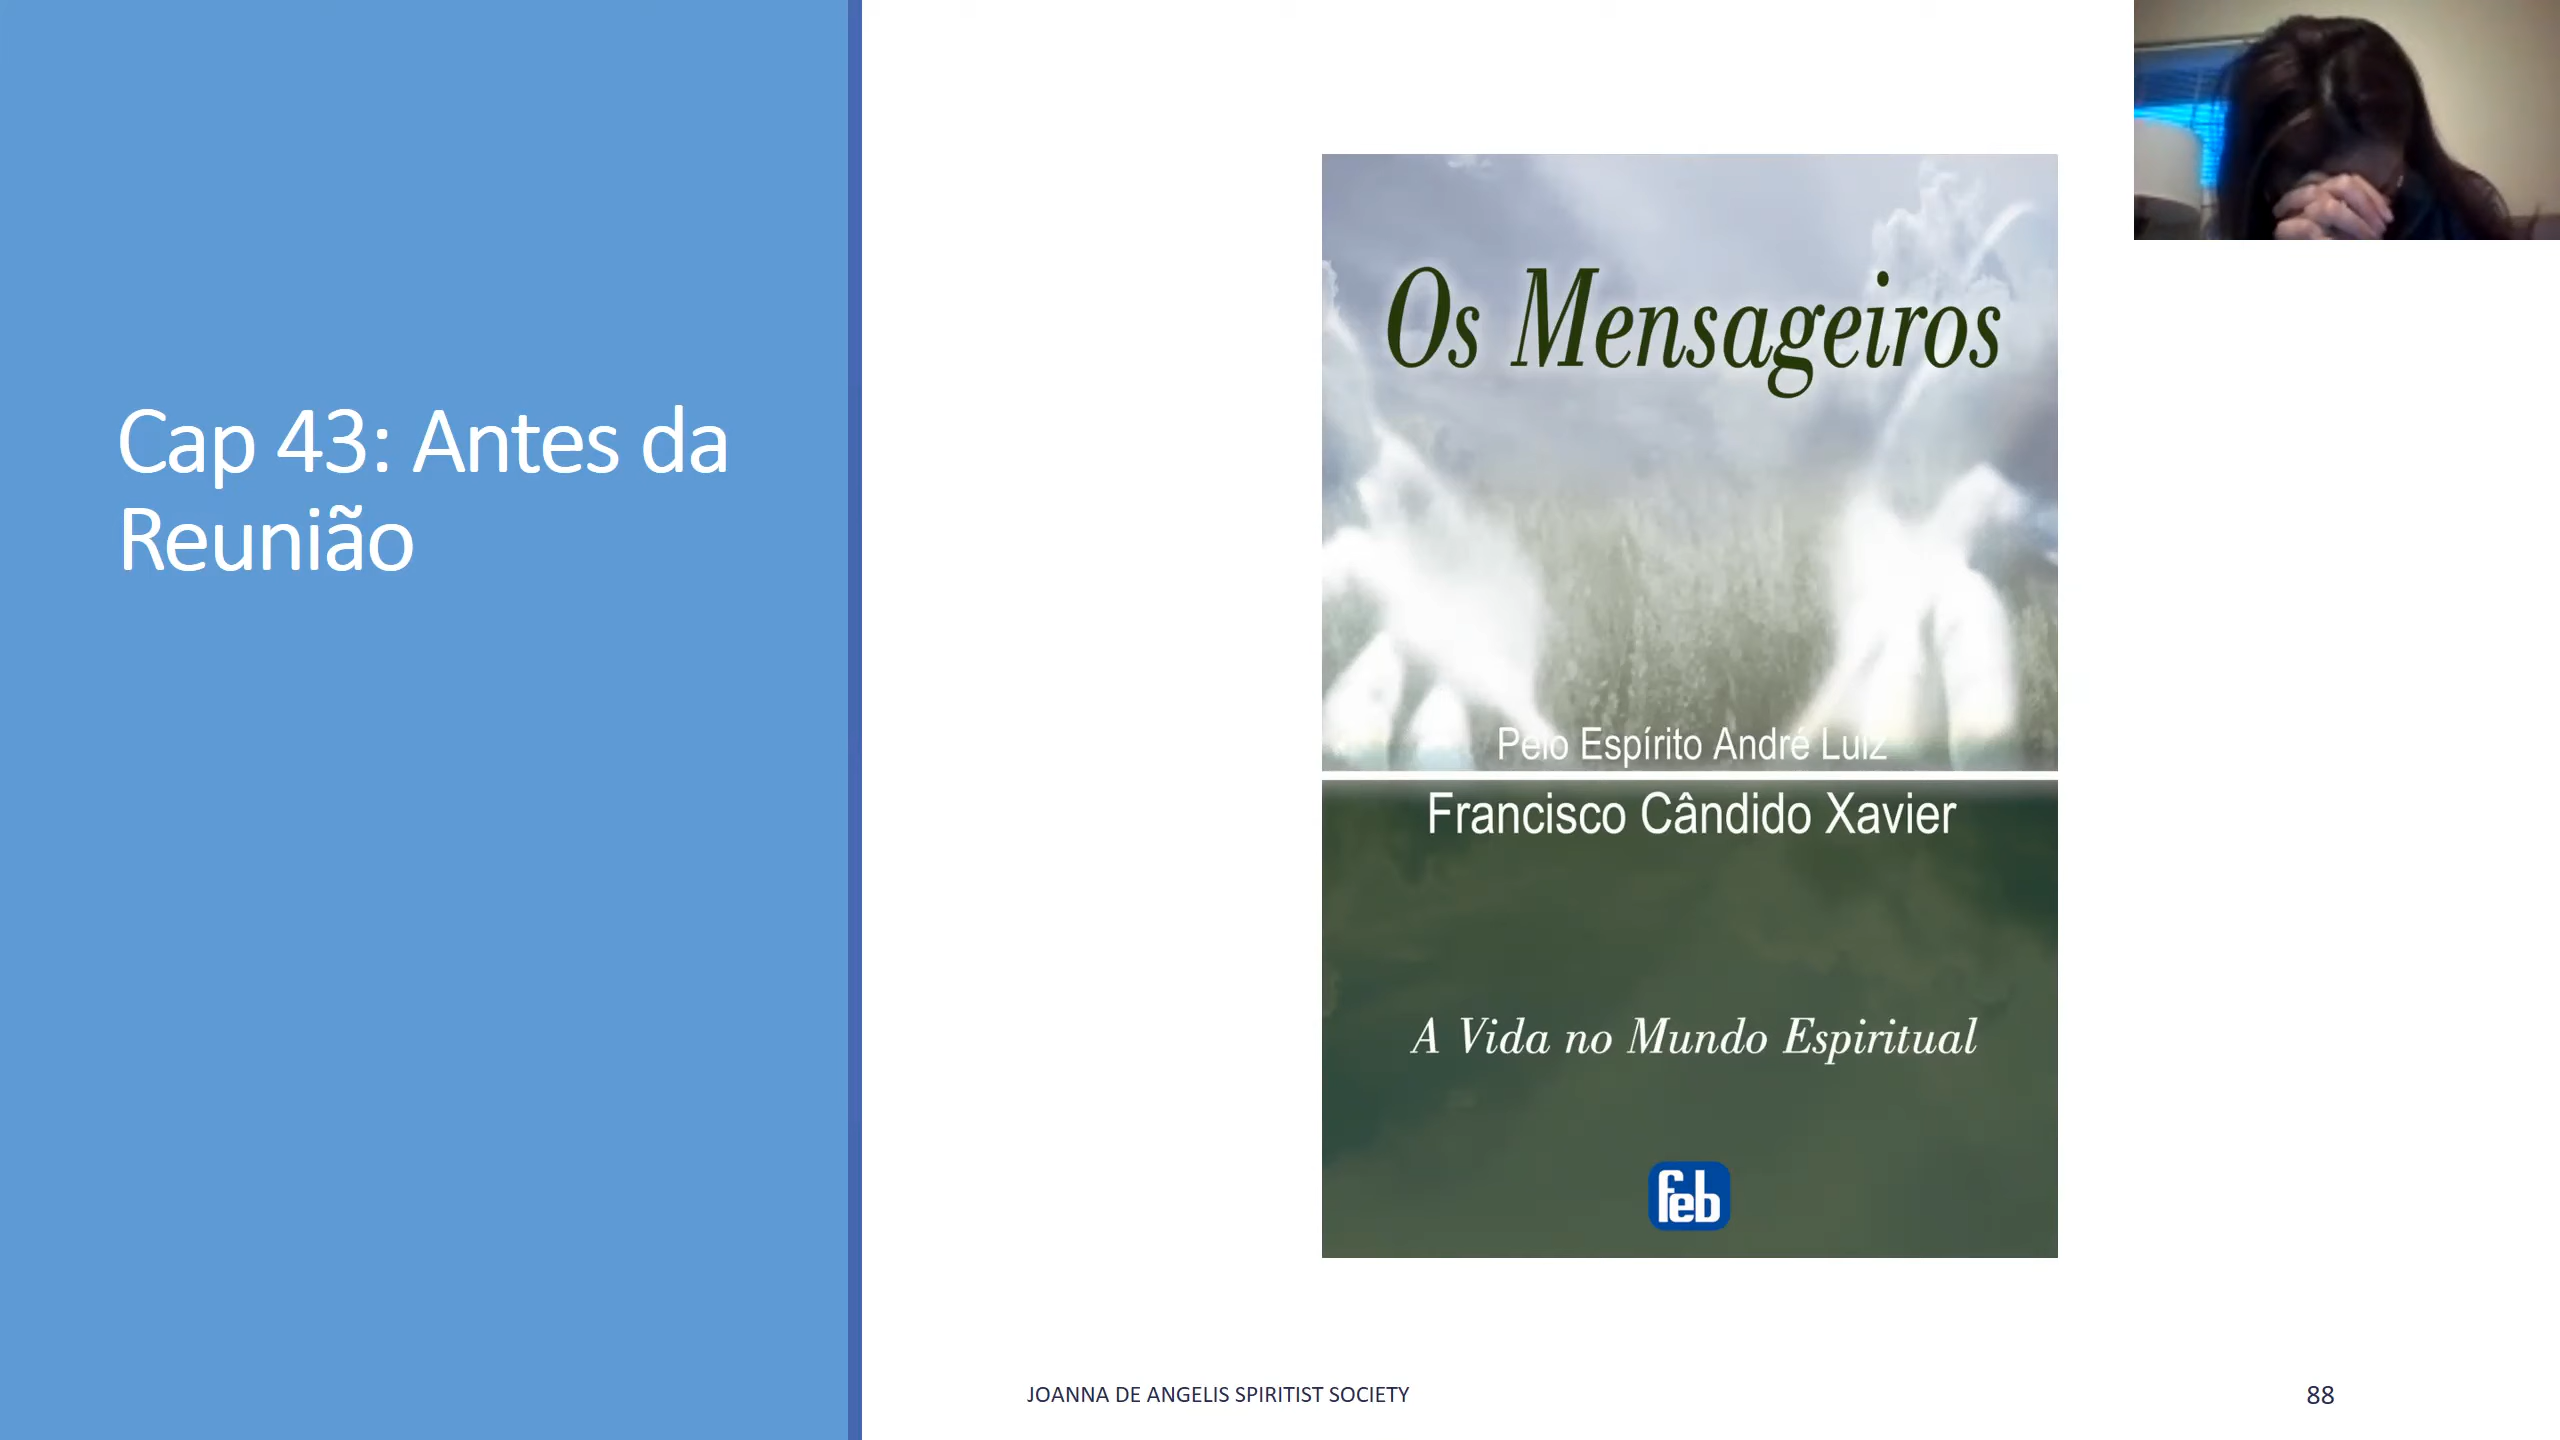 Cap 43: Antes da
Reunião
Os Mensageiros
Pelo Espírito André Luiz
Francisco Cândido Xavier
A Vida no Mundo Espiritual
feb
JOANNA DE ANGELIS SPIRITIST SOCIETY
88